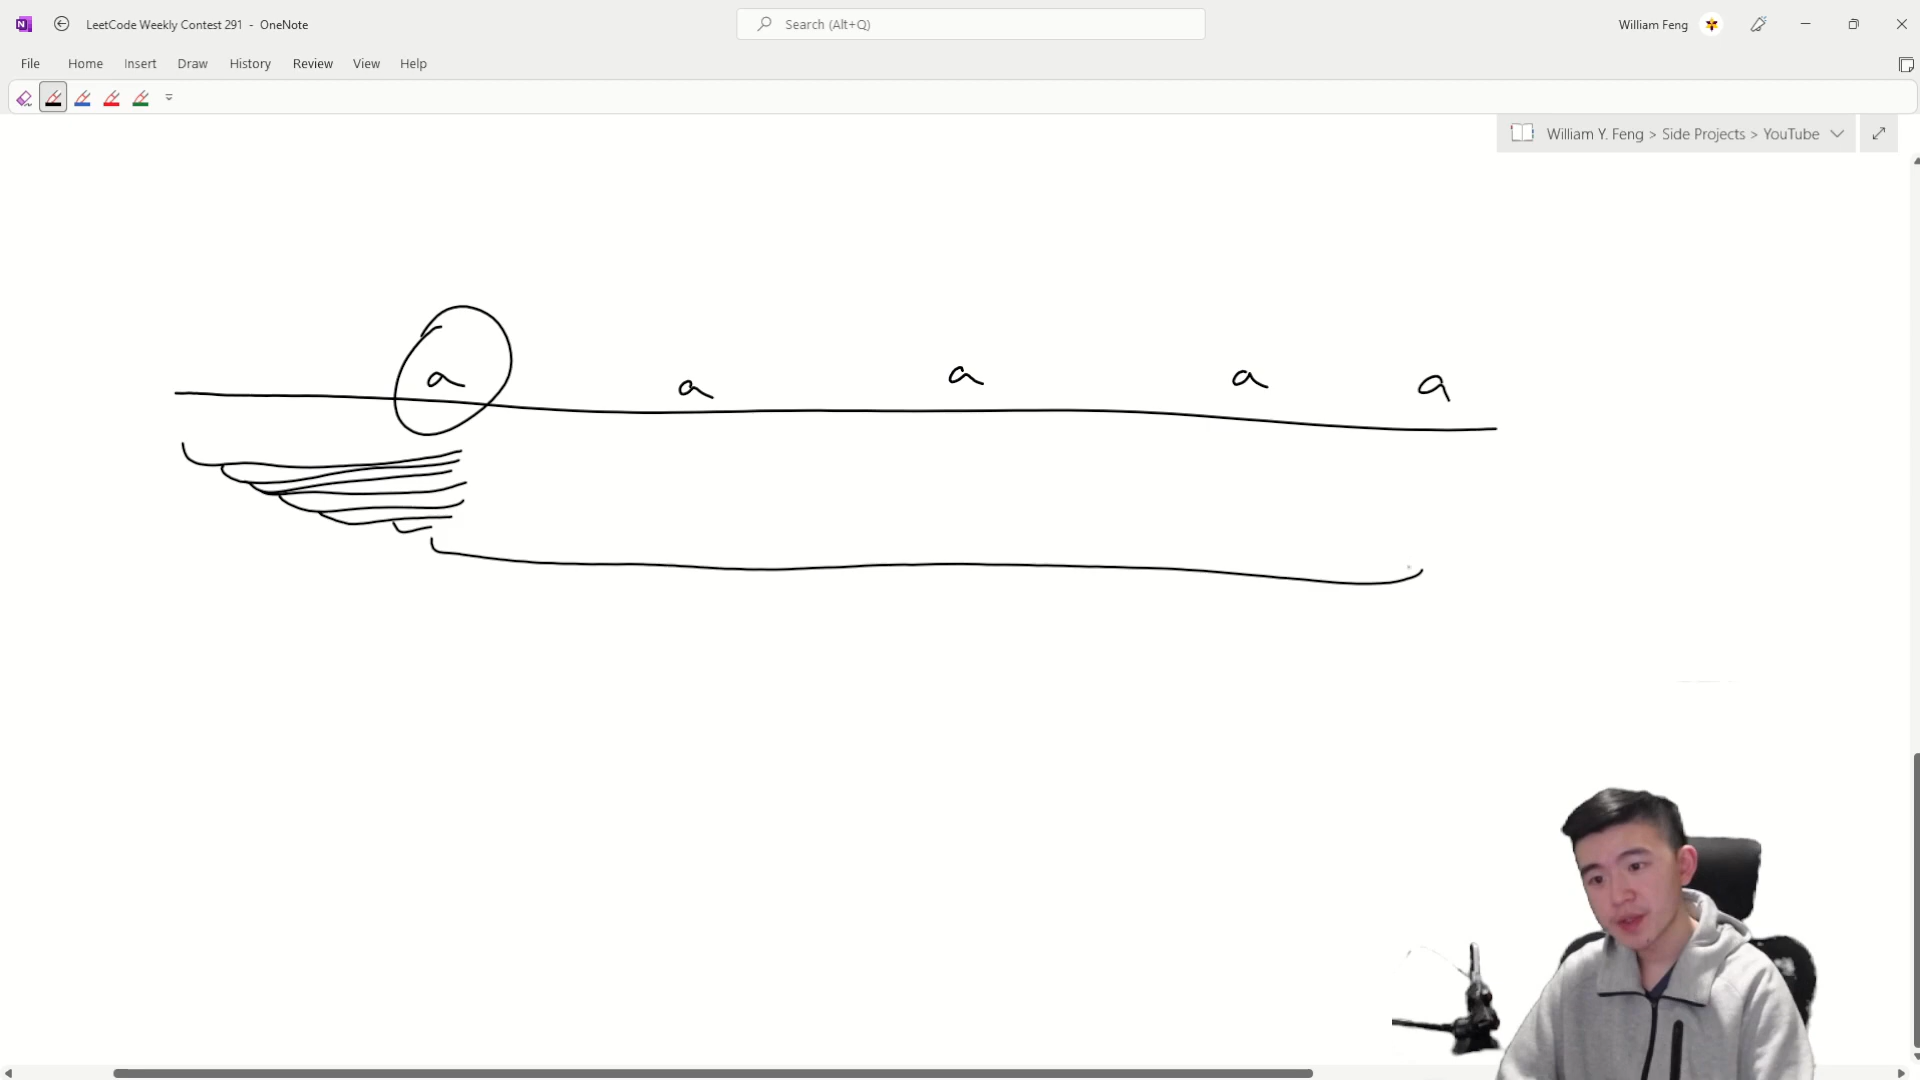 LeetCode Weekly Contest 291 - OneNote
Search (Alt+Q)
William Feng
File Home Insert Draw History Review View Help
William Y. Feng > Side Projects > YouTube
a a a a a